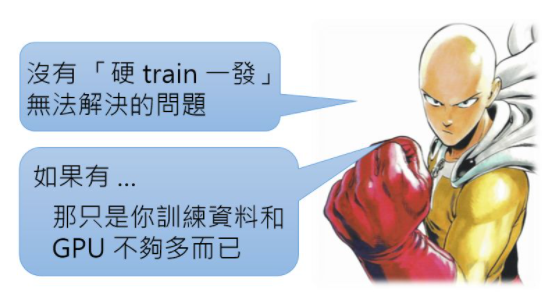 沒有「硬 train 一發」
無法解決的問題
如果有 ...
那只是你訓練資料和
GPU 不夠多而已